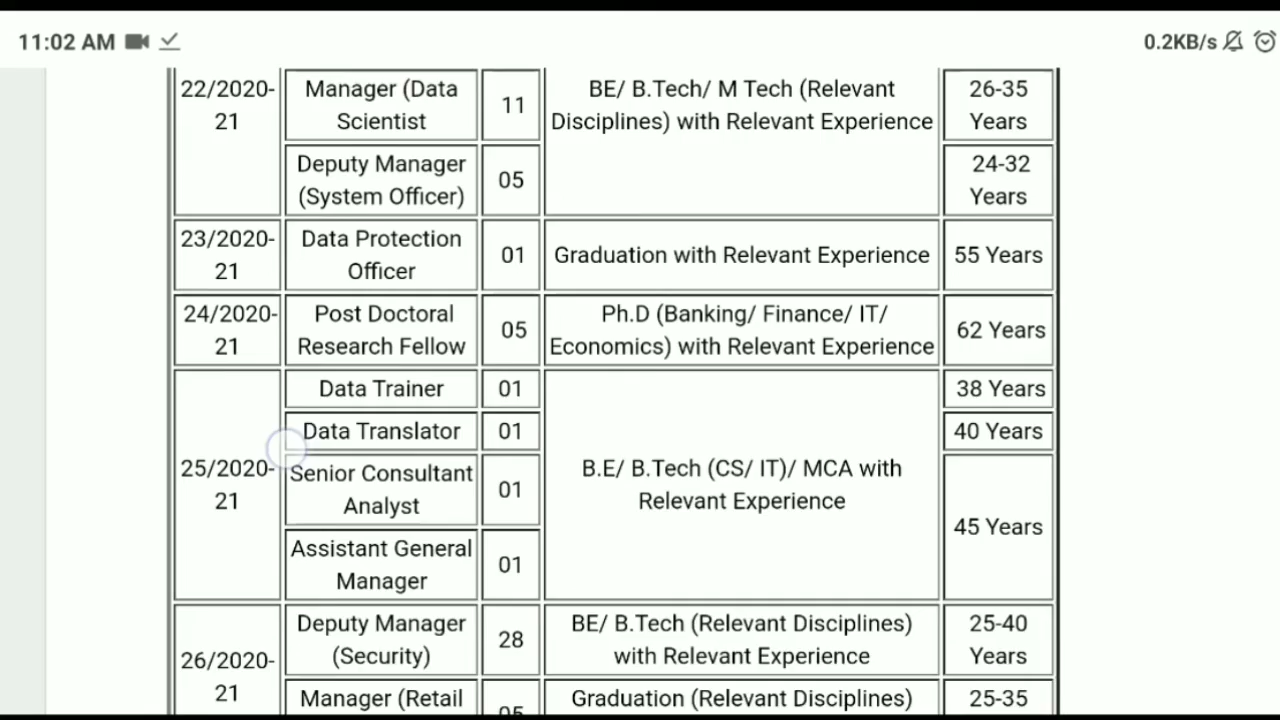 11:02 AM
0.2KB/s
22/2020-
21
Manager (Data
Scientist
11
BE/ B.Tech/ M Tech (Relevant
Disciplines) with Relevant Experience
26-35
Years
Deputy Manager
(System Officer)
05
24-32
Years
23/2020-
21
Data Protection
Officer
01
Graduation with Relevant Experience
55 Years
24/2020-
21
Post Doctoral
Research Fellow
05
Ph.D (Banking/ Finance/ IT/
Economics) with Relevant Experience
62 Years
25/2020-
21
Data Trainer
01
B.E/ B.Tech (CS/ IT)/ MCA with
Relevant Experience
38 Years
Data Translator
01
40 Years
Senior Consultant
Analyst
01
45 Years
Assistant General
Manager
01
26/2020-
21
Deputy Manager
(Security)
28
BE/ B.Tech (Relevant Disciplines)
with Relevant Experience
25-40
Years
Manager (Retail
05
Graduation (Relevant Disciplines)
25-35